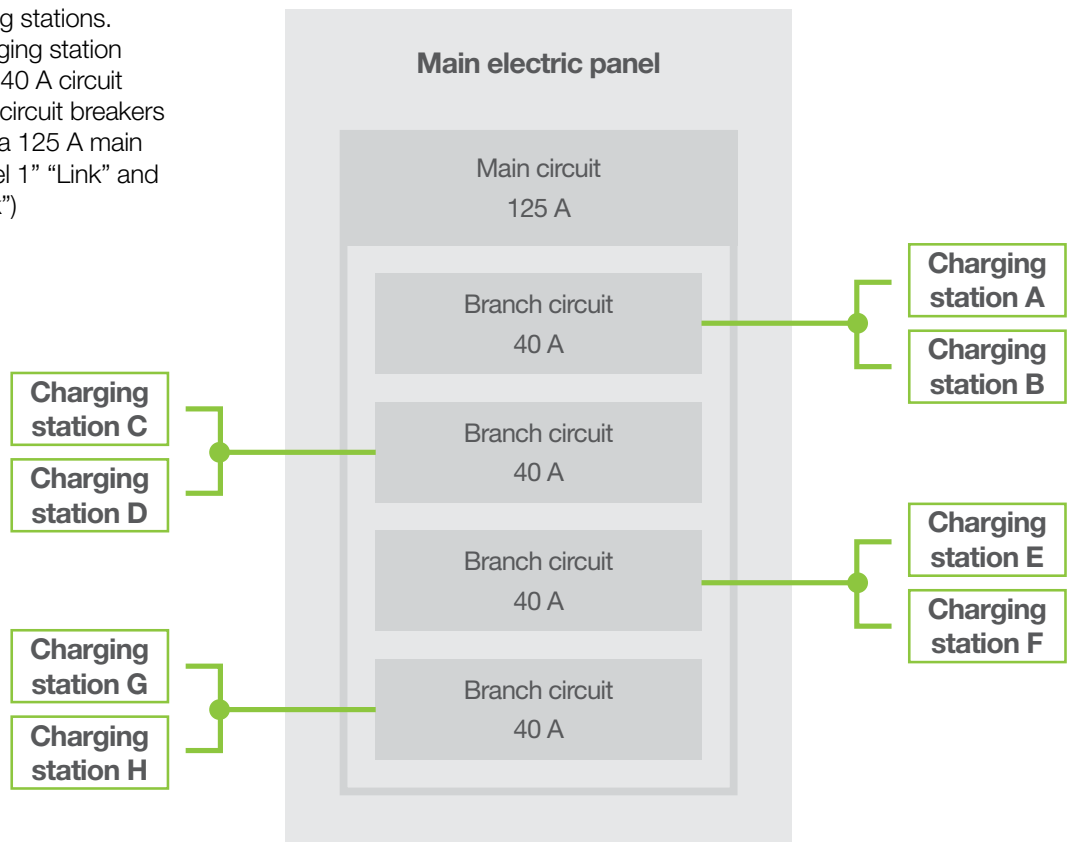 g stations.
ging station
40 A circuit
circuit breakers
a 125 A main
el 1” “Link” and
”)
Main electric panel
Main circuit
125 A
Branch circuit
40 A
Charging
station A
Charging
station B
Charging
station C
Charging
station D
Branch circuit
40 A
Branch circuit
40 A
Charging
station E
Charging
station F
Charging
station G
Charging
station H
Branch circuit
40 A